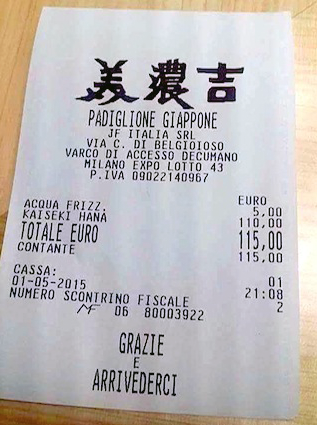 美濃吉
PADIGLIONE GIAPPONE
JF ITALIA SRL
VIA C. DI BELGIOIOSO
VARCO DI ACCESSO DECUMANO
MILANO EXPO LOTTO 43
P.IVA 09022140967
EURO
ACQUA FRIZZ. 5,00
KAISEKI HANA 110,00
TOTALE EURO 115,00
CONTANTE 115,00
CASSA: 01
01-05-2015 21:08
NUMERO SCONTRINO FISCALE 2
MF 06 80003922
GRAZIE
E
ARRIVEDERCI